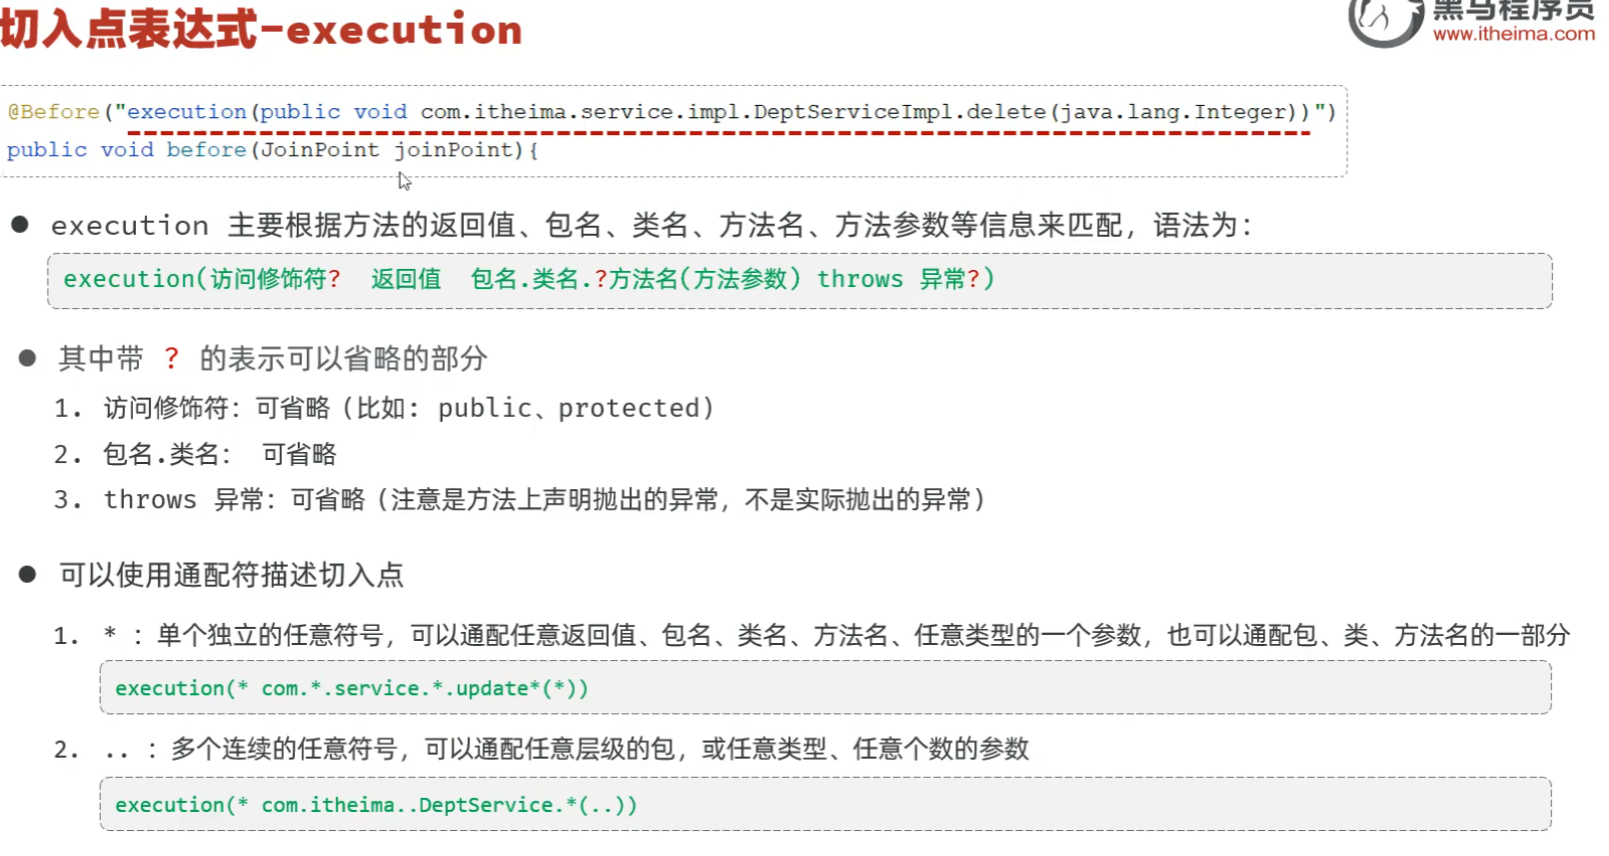 切入点表达式-execution
黑马程序员
www.itheima.com
@Before("execution(public void com.itheima.service.impl.DeptServiceImpl.delete(java.lang.Integer))")
public void before(JoinPoint joinPoint){
● execution 主要根据方法的返回值、包名、类名、方法名、方法参数等信息来匹配，语法为：
execution(访问修饰符? 返回值 包名.类名.?方法名(方法参数) throws 异常?)
● 其中带 ? 的表示可以省略的部分
1. 访问修饰符：可省略（比如: public、protected）
2. 包名.类名： 可省略
3. throws 异常：可省略（注意是方法上声明抛出的异常，不是实际抛出的异常）
● 可以使用通配符描述切入点
1. * ：单个独立的任意符号，可以通配任意返回值、包名、类名、方法名、任意类型的一个参数，也可以通配包、类、方法名的一部分
execution(* com.*.service.*.update*(*))
2. .. ：多个连续的任意符号，可以通配任意层级的包，或任意类型、任意个数的参数
execution(* com.itheima..DeptService.*(..))